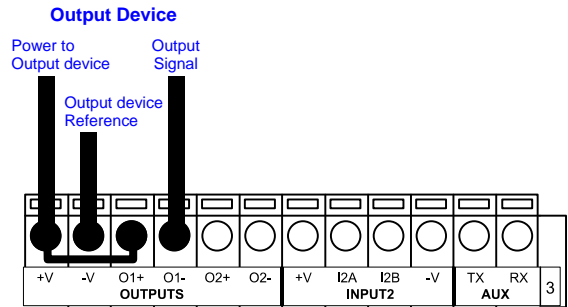 Output Device
Power to
Output device
Output
Signal
Output device
Reference
+V -V O1+ O1- O2+ O2- +V I2A I2B -V TX RX 3
OUTPUTS INPUT2 AUX